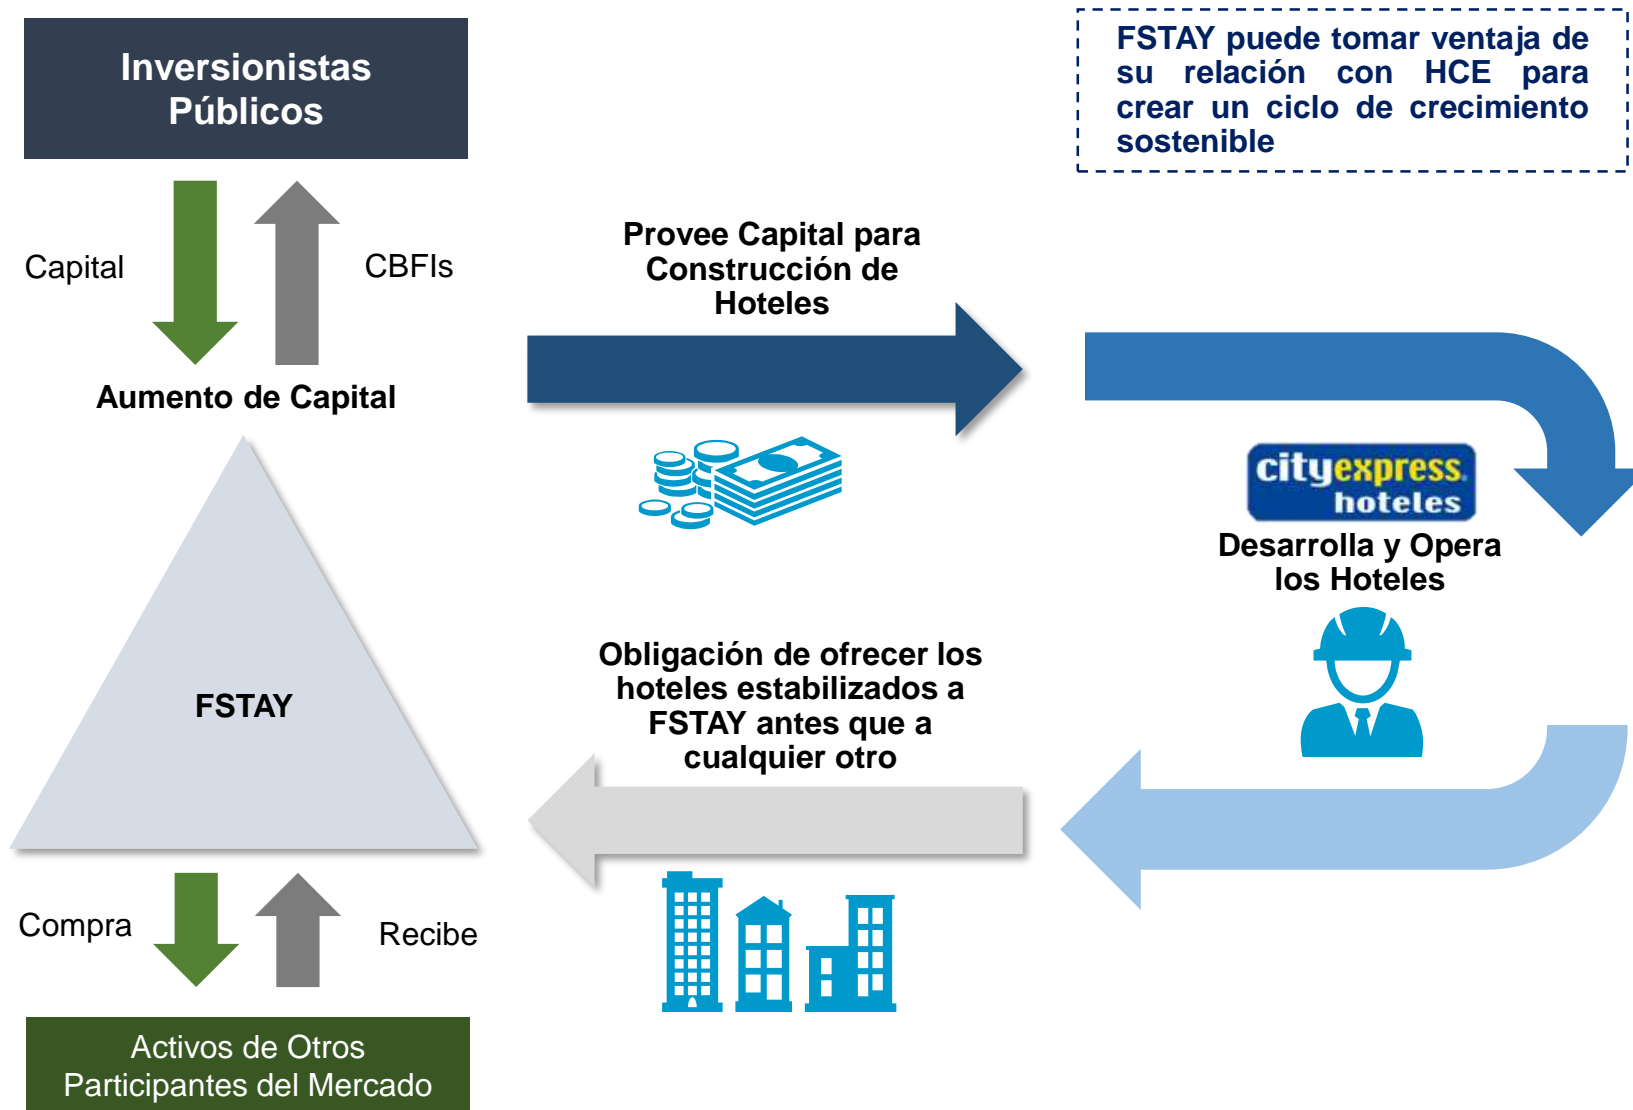 Inversionistas
Públicos
FSTAY puede tomar ventaja de
su relación con HCE para
crear un ciclo de crecimiento
sostenible
Capital
CBFIs
Provee Capital para
Construcción de
Hoteles
Aumento de Capital
cityexpress.
hoteles
Desarrolla y Opera
los Hoteles
FSTAY
Obligación de ofrecer los
hoteles estabilizados a
FSTAY antes que a
cualquier otro
Compra
Recibe
Activos de Otros
Participantes del Mercado